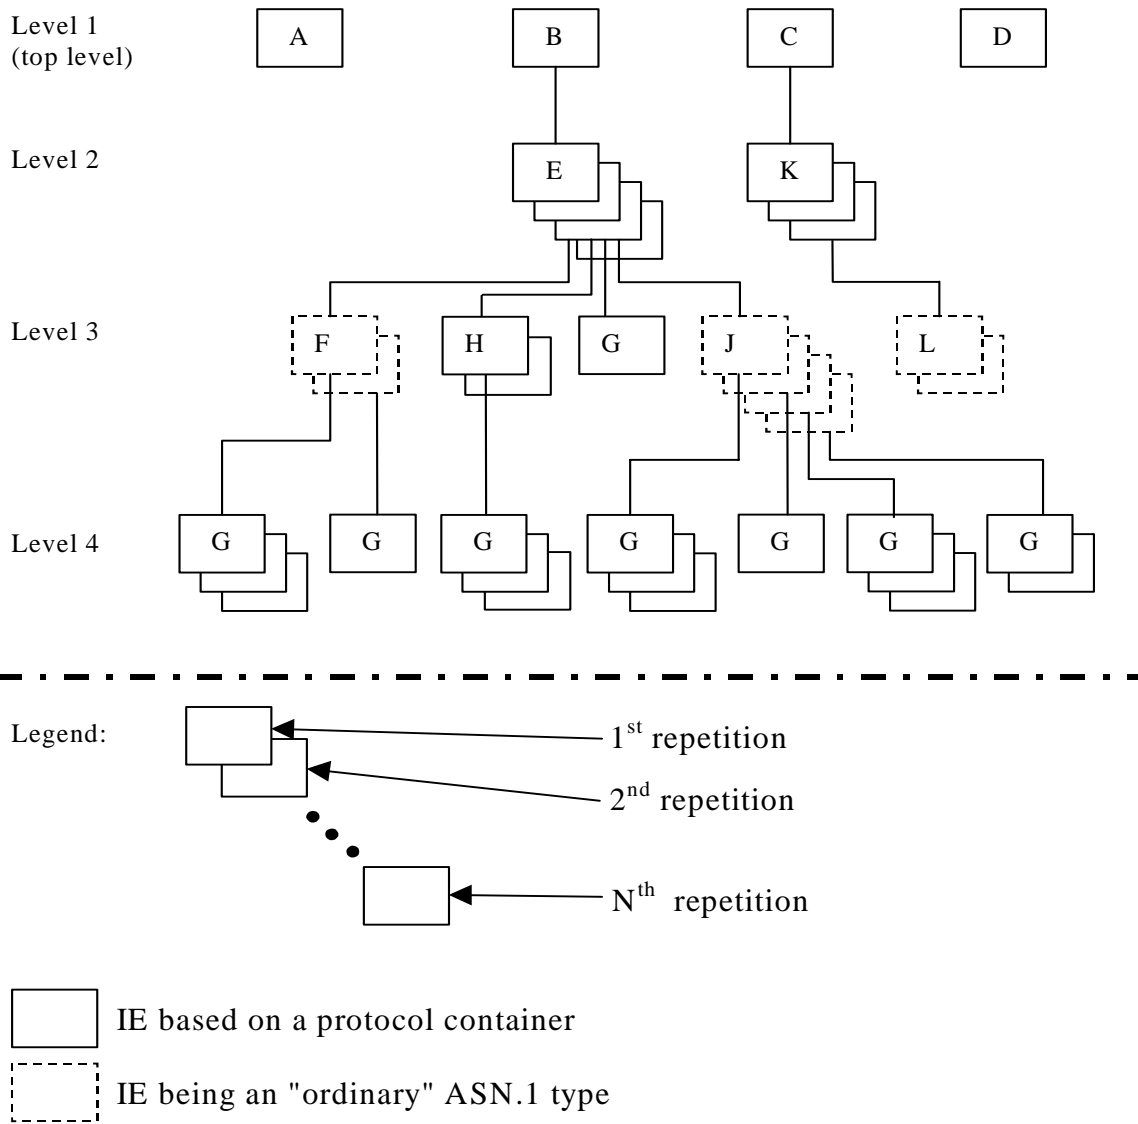 Level 1
(top level)
A B C D
Level 2
E K
Level 3
F H G J L
Level 4
G G G G G G G
Legend:
1st repetition
2nd repetition
Nth repetition
IE based on a protocol container
IE being an "ordinary" ASN.1 type